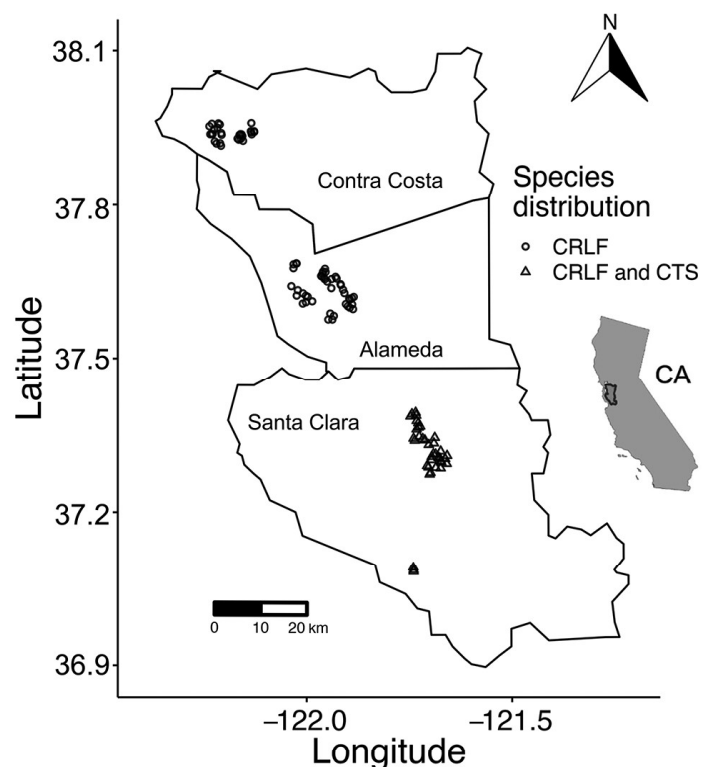 N
38.1
Contra Costa
Species
distribution
CRLF
CRLF and CTS
37.8
Latitude
37.5
Alameda
CA
Santa Clara
37.2
0 10 20 km
36.9
−122.0 −121.5
Longitude